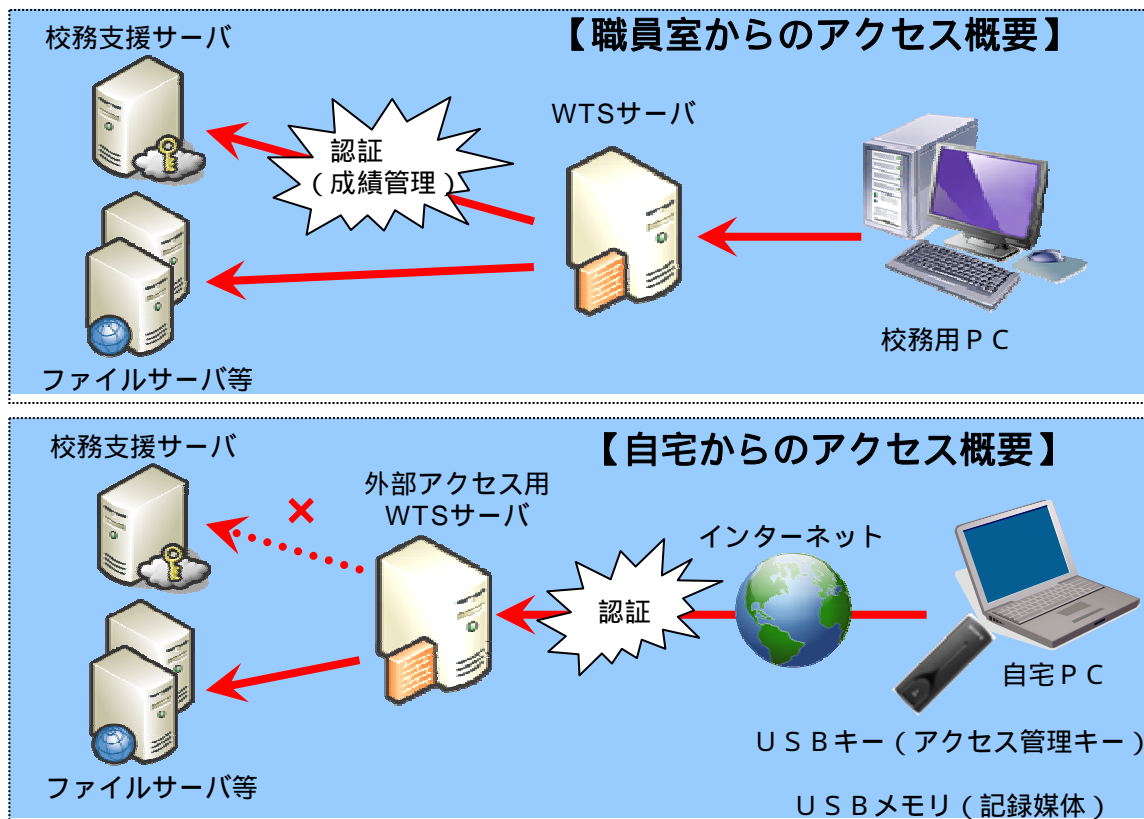 【職員室からのアクセス概要】
校務支援サーバ
WTSサーバ
認証
（成績管理）
校務用ＰＣ
ファイルサーバ等
【自宅からのアクセス概要】
校務支援サーバ
外部アクセス用
WTSサーバ
インターネット
認証
自宅ＰＣ
ＵＳＢキー（アクセス管理キー）
ファイルサーバ等
ＵＳＢメモリ（記録媒体）